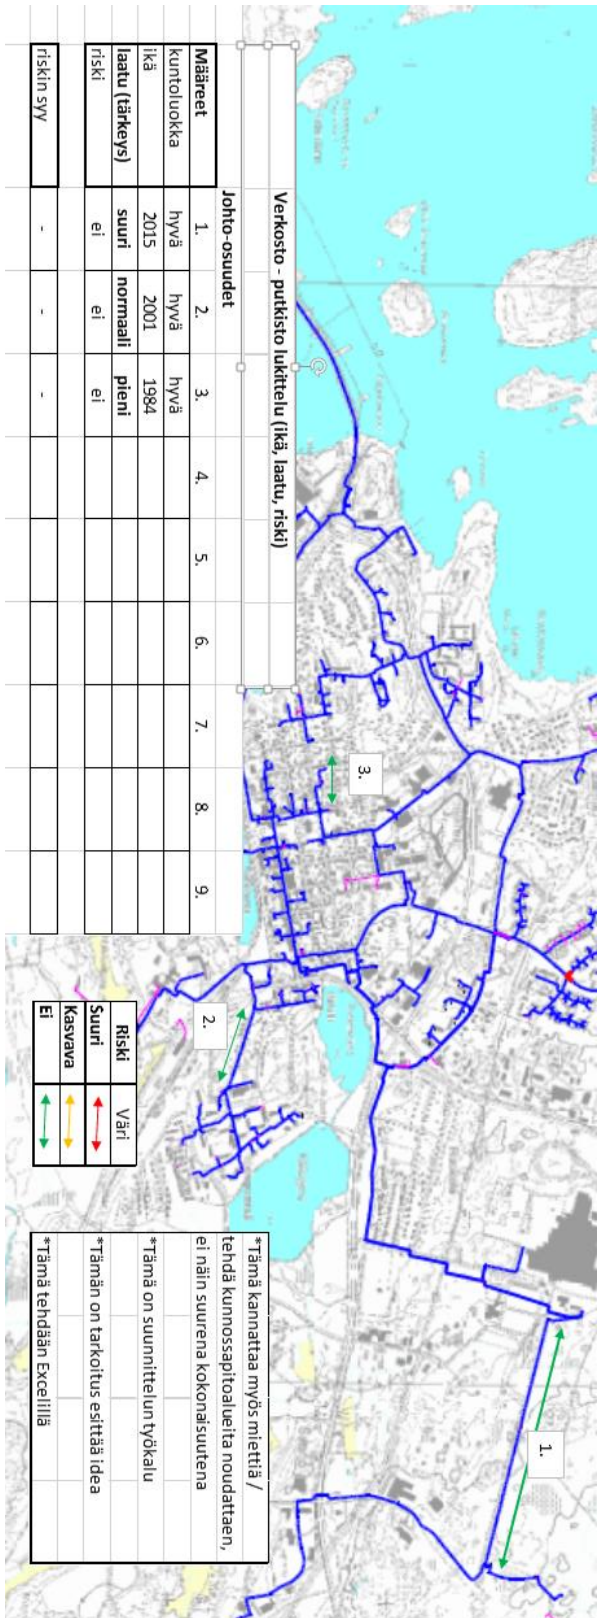 Verkosto - putkisto lukittelu (ikä, laatu, riski)
Johto-osuudet
Määreet 1. 2. 3. 4. 5. 6. 7. 8. 9.
kuntoluokka hyvä hyvä hyvä
ikä 2015 2001 1984
laatu (tärkeys) suuri normaali pieni
riski ei ei ei
riskin syy - - -
3.
2.
1.
Riski Väri
Suuri
Kasvava
Ei
*Tämä kannattaa myös miettiä /
tehdä kunnossapitoalueita noudattaen,
ei näin suurena kokonaisuutena
*Tämä on suunnittelun työkalu
*Tämän on tarkoitus esittää idea
*Tämä tehdään Excelillä